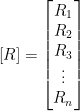 [R] = [R₁
R₂
R₃
⋮
Rₙ]